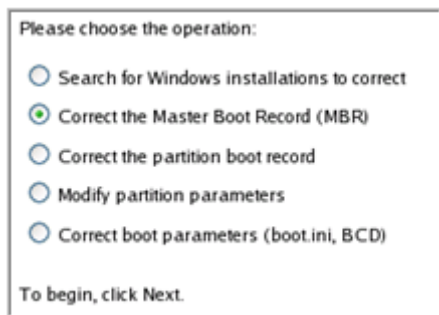 Please choose the operation:
Search for Windows installations to correct
Correct the Master Boot Record (MBR)
Correct the partition boot record
Modify partition parameters
Correct boot parameters (boot.ini, BCD)
To begin, click Next.